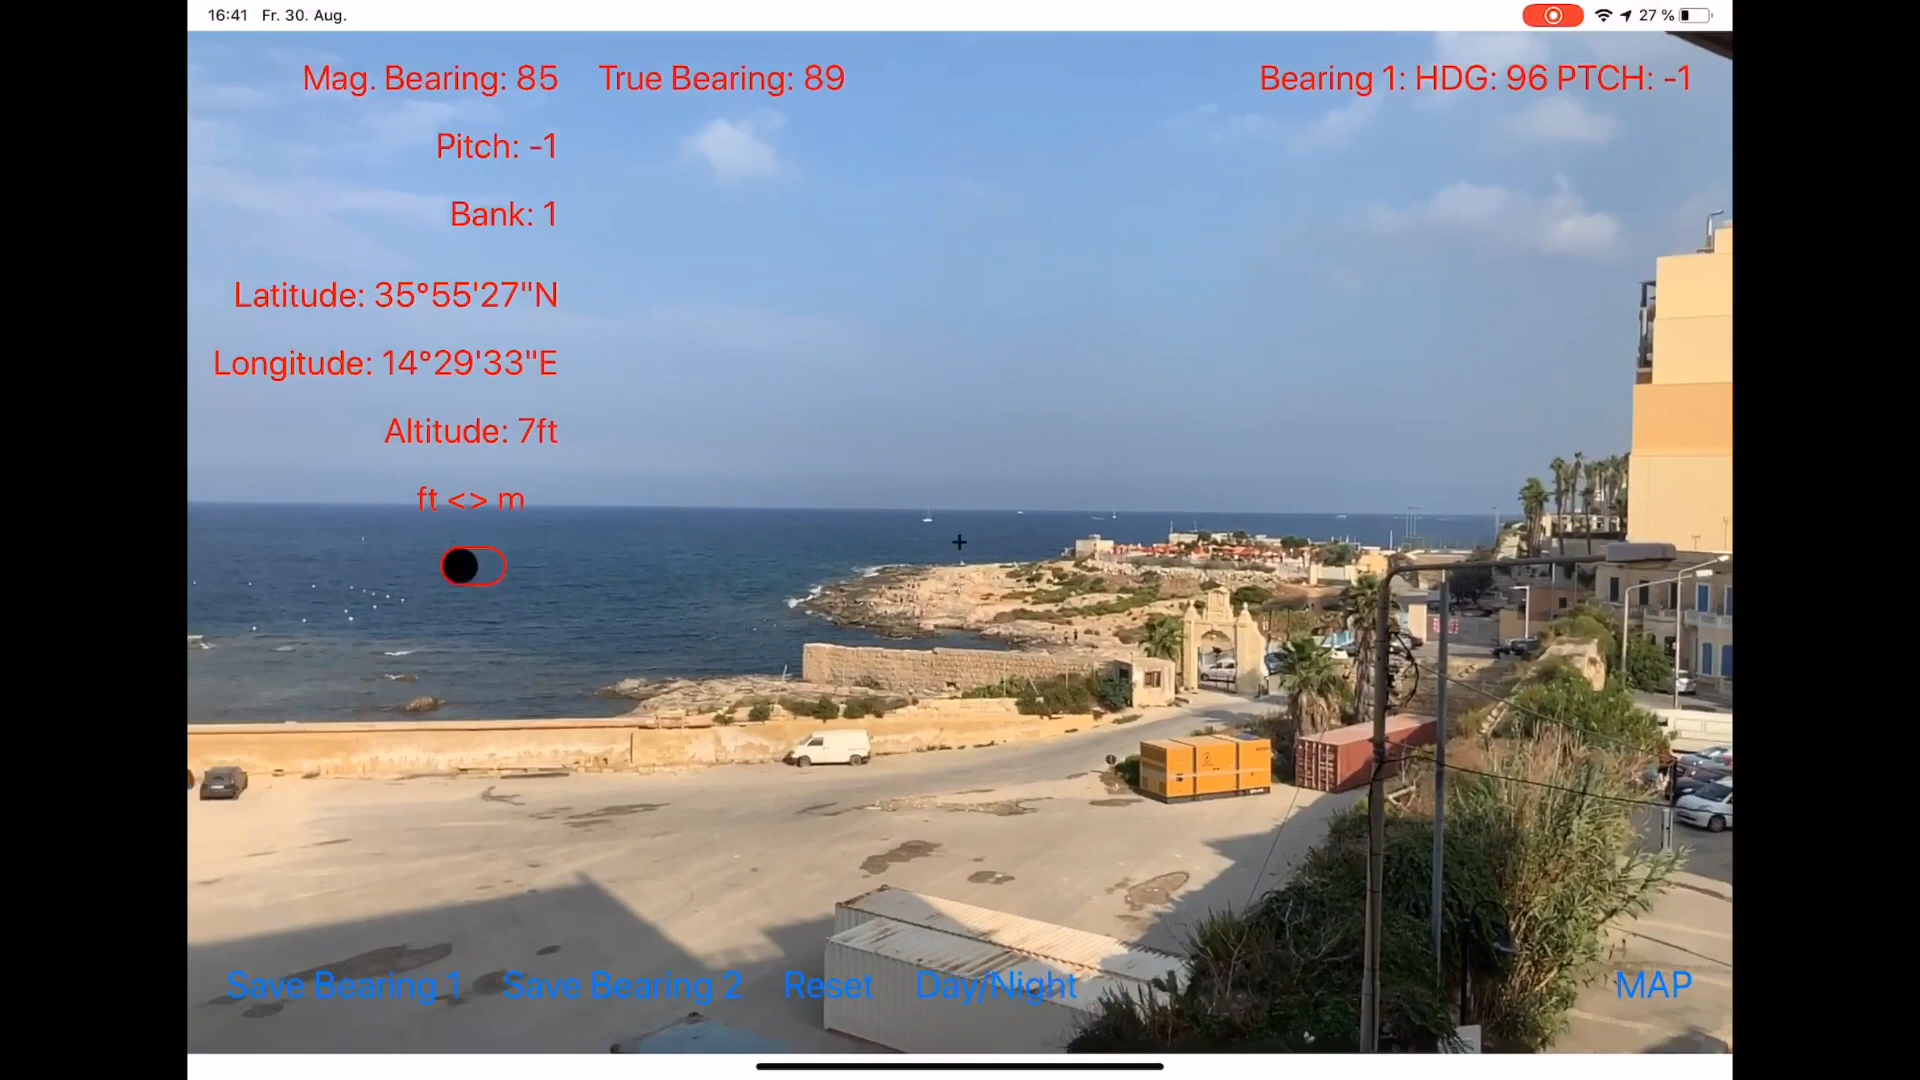 16:41 Fr. 30. Aug. 27 %
Mag. Bearing: 85 True Bearing: 89 Bearing 1: HDG: 96 PTCH: -1
Pitch: -1
Bank: 1
Latitude: 35°55'27"N
Longitude: 14°29'33"E
Altitude: 7ft
ft <> m
Save Bearing 1 Save Bearing 2 Reset Day/Night MAP